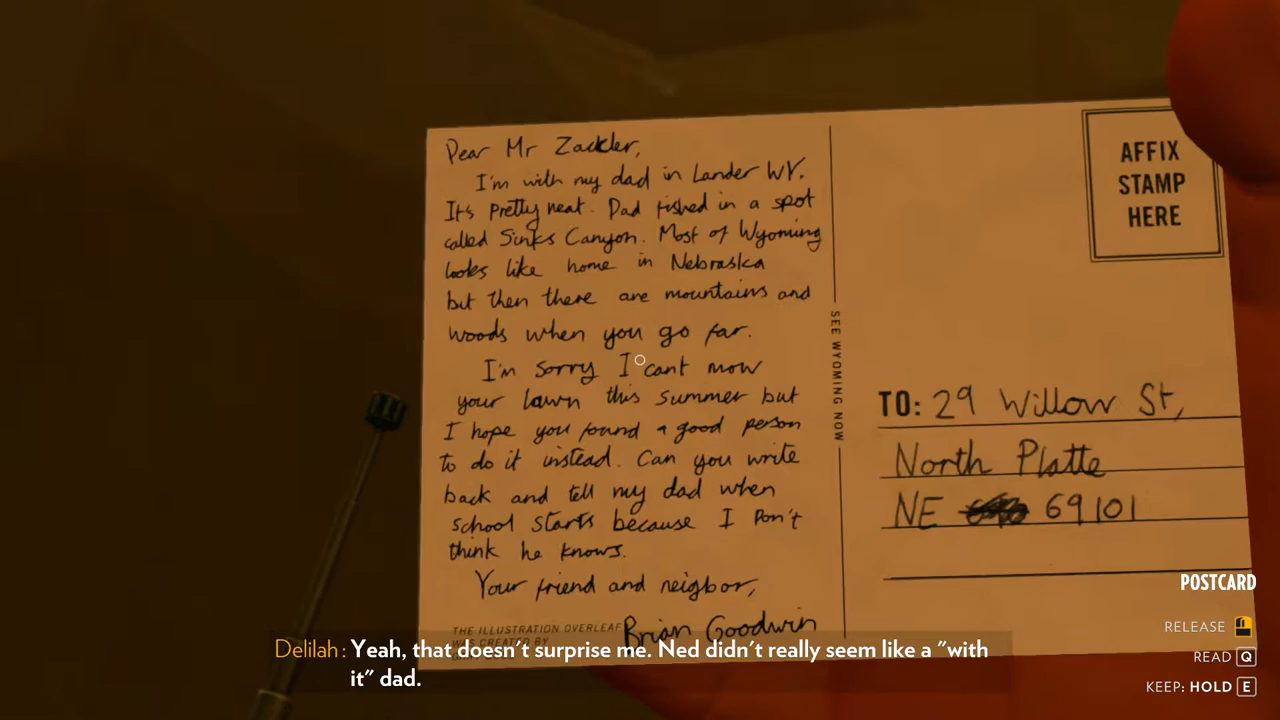 Dear Mr Zackler,
I'm with my dad in Lander WY.
It's pretty neat. Dad fished in a spot
called Sinks Canyon. Most of Wyoming
looks like home in Nebraska
but then there are mountains and
woods when you go far.
I'm sorry I cant mow
your lawn this summer but
I hope you found a good person
to do it instead. Can you write
back and tell my dad when
school starts because I Don't
think he knows.
Your friend and neigbor,
Brian Goodwin
THE ILLUSTRATION OVERLEAF
WAS CREATED BY
SEE WYOMING NOW
AFFIX
STAMP
HERE
TO: 29 Willow St,
North Platte
NE 69101
POSTCARD
RELEASE
READ Q
KEEP: HOLD E
Delilah: Yeah, that doesn't surprise me. Ned didn't really seem like a "with
it" dad.